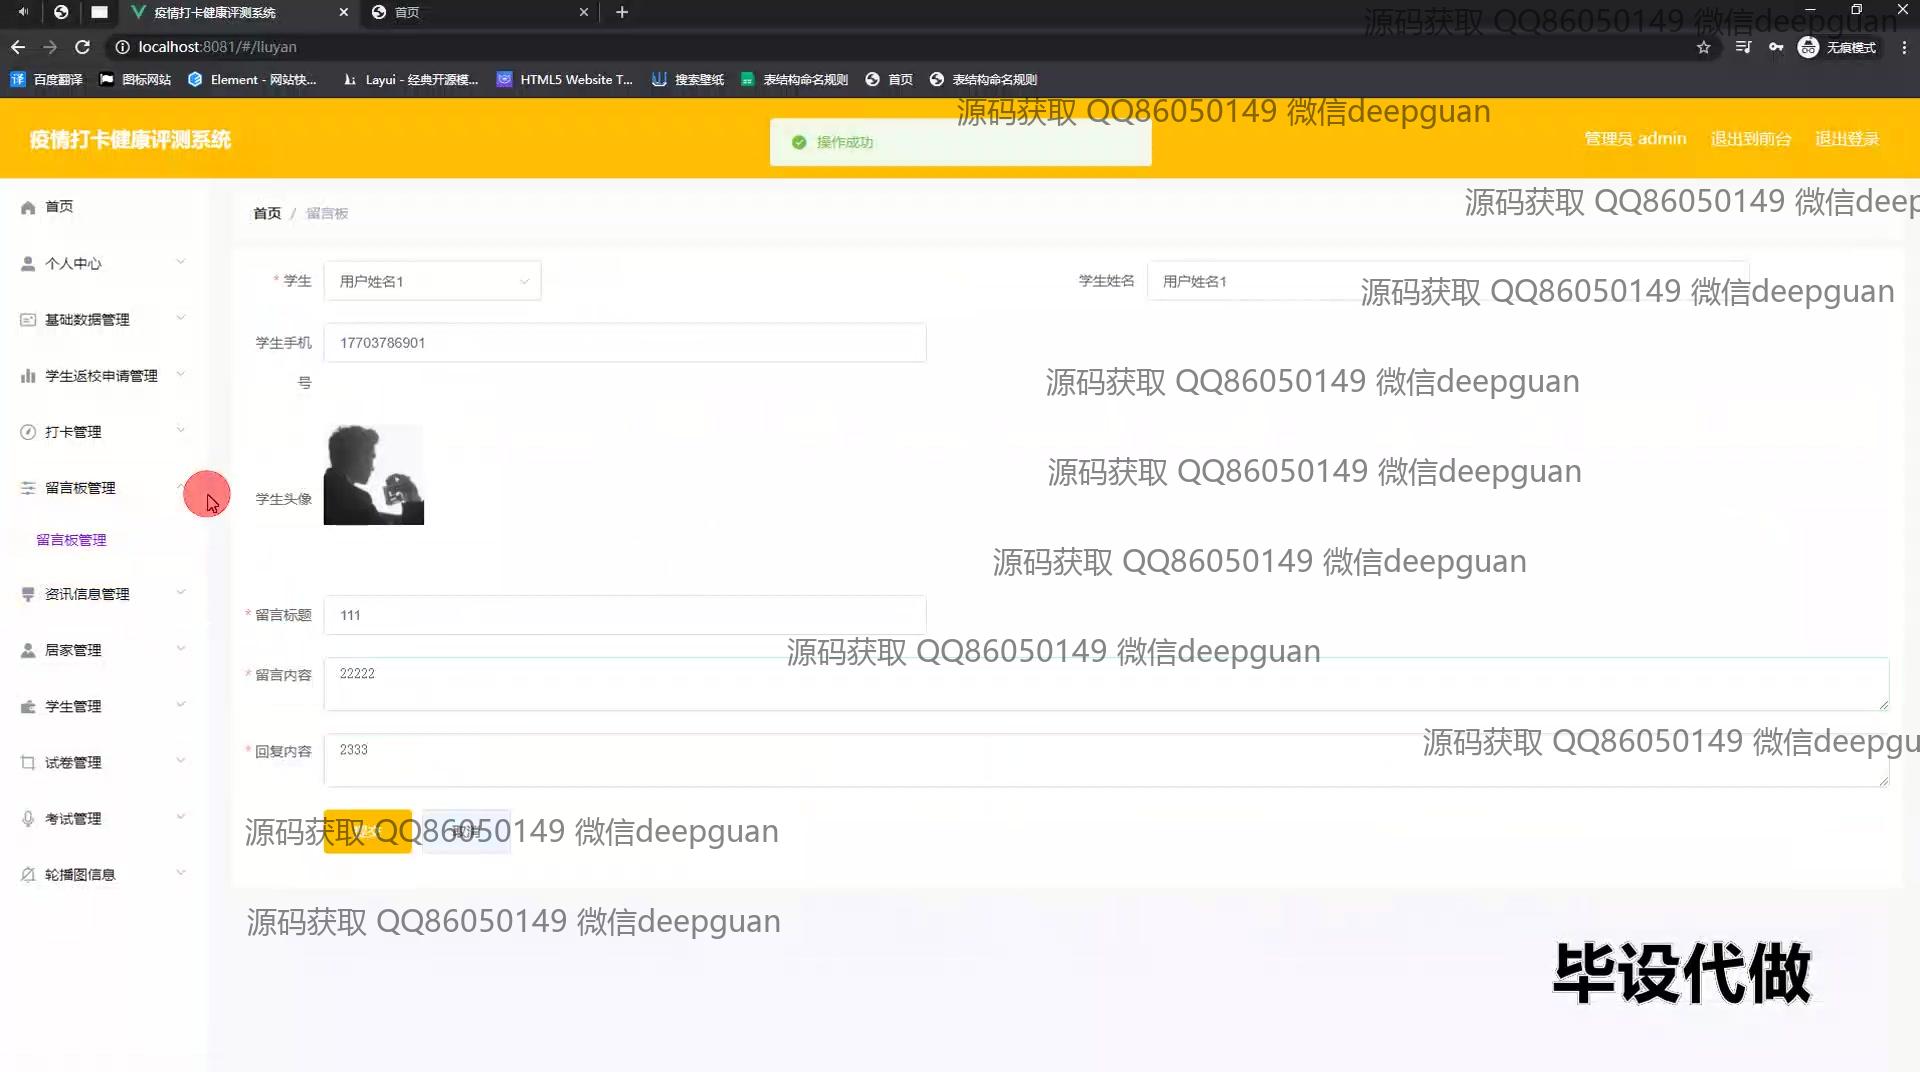 疫情打卡健康评测系统
首页
源码获取 QQ86050149 微信deepguan
localhost:8081/#/liuyan
无痕模式
百度翻译
图标网站
Element - 网站快...
Layui - 经典开源模...
HTML5 Website T...
搜索壁纸
表结构命名规则
首页
表结构命名规则
源码获取 QQ86050149 微信deepguan
疫情打卡健康评测系统
操作成功
管理员 admin
退出到前台
退出登录
源码获取 QQ86050149 微信deep
首页
首页 / 留言板
个人中心
* 学生
用户姓名1
学生姓名
用户姓名1
源码获取 QQ86050149 微信deepguan
基础数据管理
学生手机号
17703786901
学生返校申请管理
源码获取 QQ86050149 微信deepguan
打卡管理
源码获取 QQ86050149 微信deepguan
留言板管理
学生头像
留言板管理
源码获取 QQ86050149 微信deepguan
资讯信息管理
* 留言标题
111
居家管理
源码获取 QQ86050149 微信deepguan
* 留言内容
22222
学生管理
* 回复内容
2333
源码获取 QQ86050149 微信deepgu
试卷管理
考试管理
源码获取 QQ86050149 微信deepguan
取消
轮播图信息
源码获取 QQ86050149 微信deepguan
毕设代做